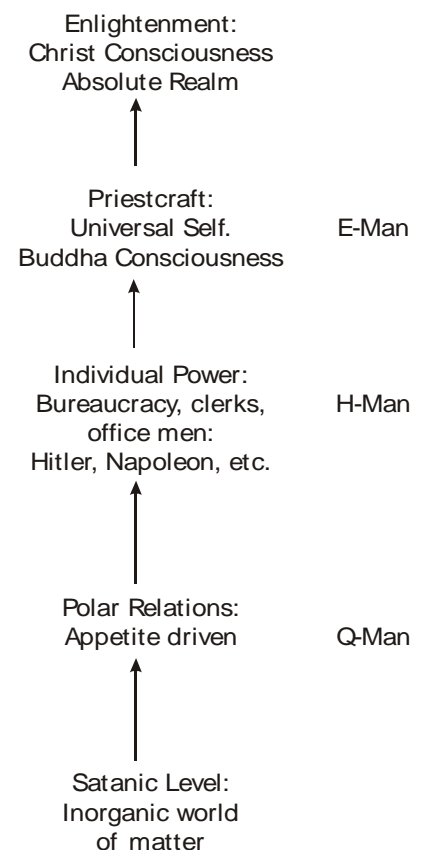 Enlightenment:
Christ Consciousness
Absolute Realm
Priestcraft:
Universal Self. E-Man
Buddha Consciousness
Individual Power:
Bureaucracy, clerks, H-Man
office men:
Hitler, Napoleon, etc.
Polar Relations:
Appetite driven Q-Man
Satanic Level:
Inorganic world
of matter